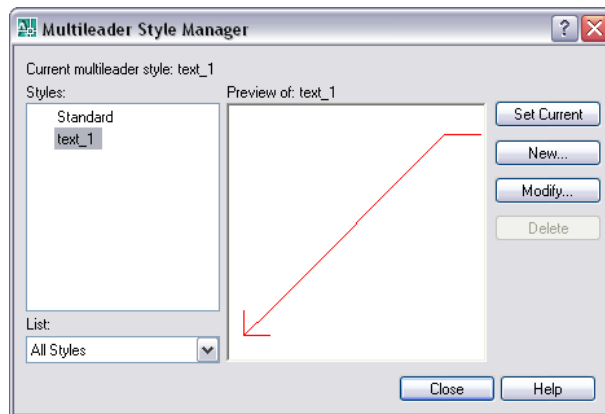 Multileader Style Manager
Current multileader style: text_1
Styles:
Preview of: text_1
Standard
text_1
Set Current
New...
Modify...
Delete
List:
All Styles
Close
Help